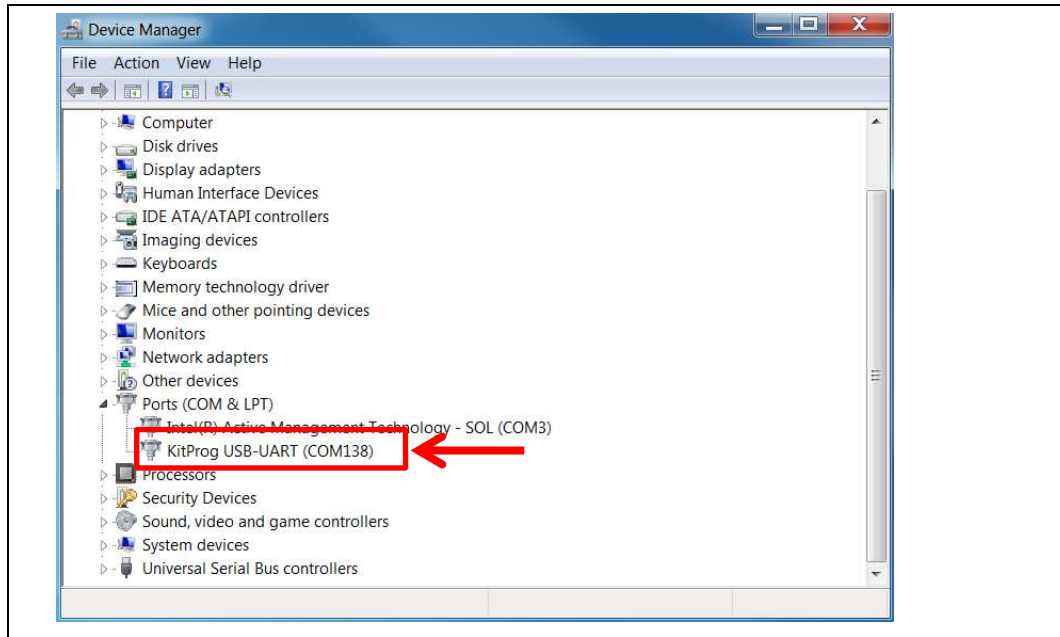 Device Manager
File Action View Help
Computer
Disk drives
Display adapters
Human Interface Devices
IDE ATA/ATAPI controllers
Imaging devices
Keyboards
Memory technology driver
Mice and other pointing devices
Monitors
Network adapters
Other devices
Ports (COM & LPT)
Intel(R) Active Management Technology - SOL (COM3)
KitProg USB-UART (COM138)
Processors
Security Devices
Sound, video and game controllers
System devices
Universal Serial Bus controllers